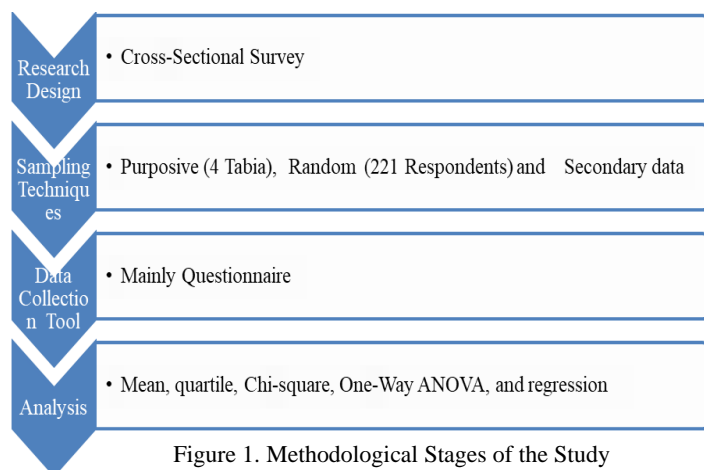 Research
Design
• Cross-Sectional Survey
Sampling
Techniqu
es
• Purposive (4 Tabia), Random (221 Respondents) and Secondary data
Data
Collectio
n Tool
• Mainly Questionnaire
Analysis
• Mean, quartile, Chi-square, One-Way ANOVA, and regression
Figure 1. Methodological Stages of the Study